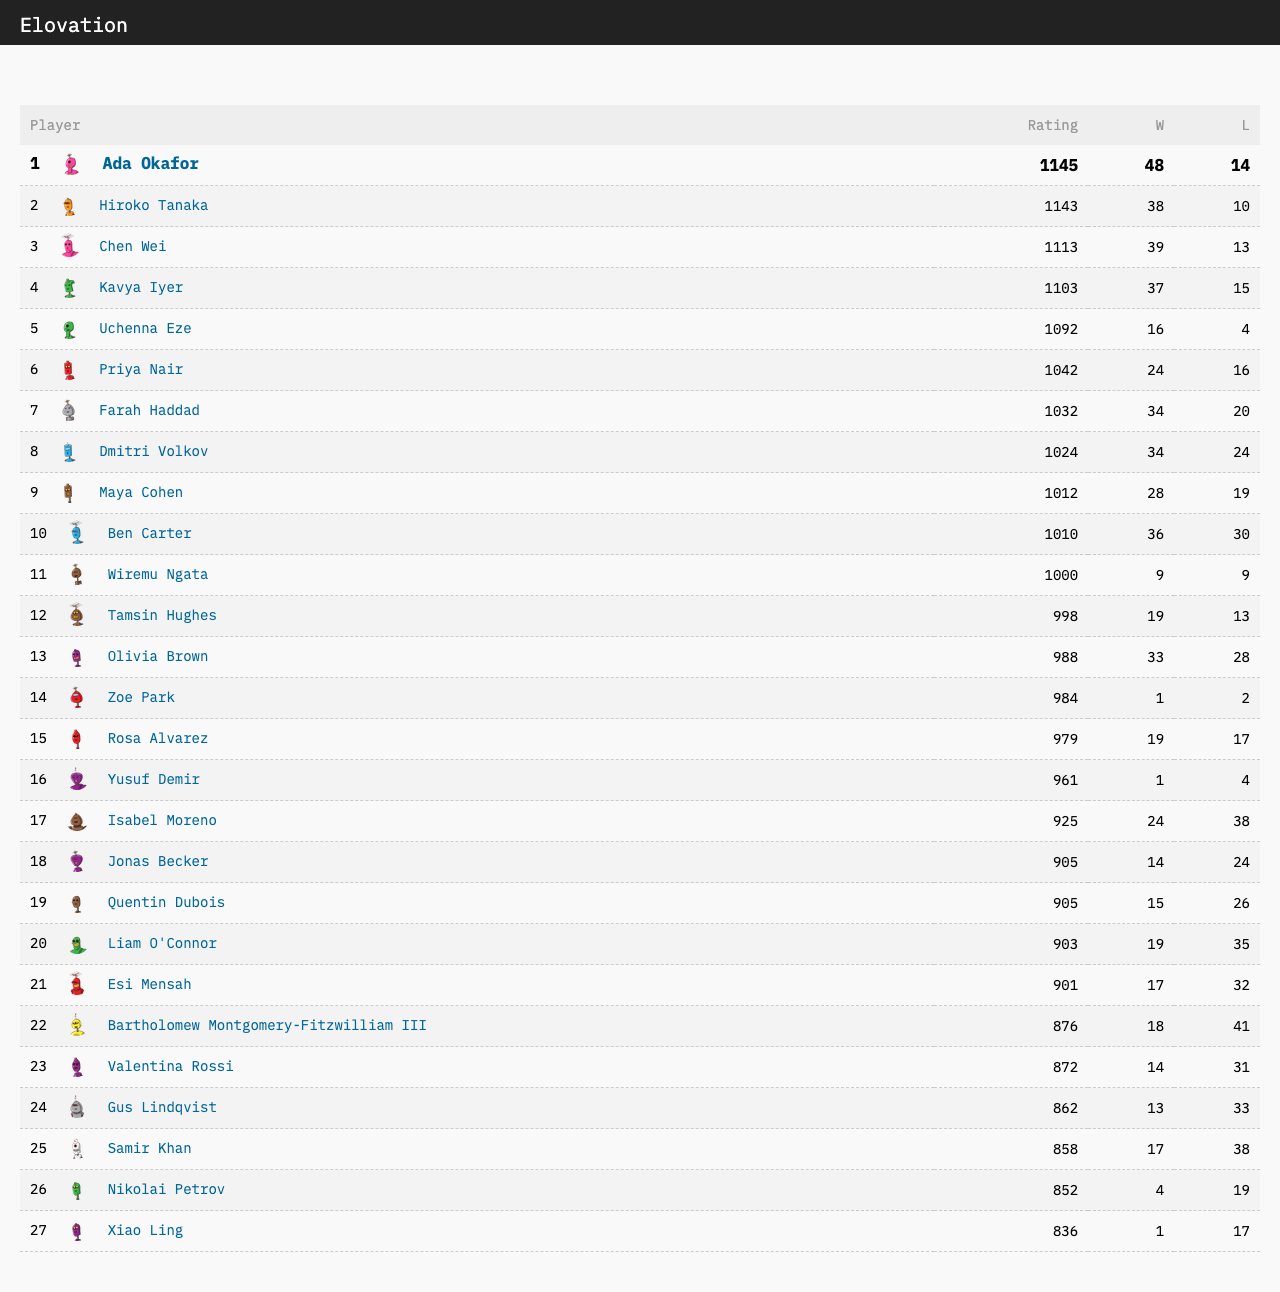 Elovation
Player Rating W L
1 Ada Okafor 1145 48 14
2 Hiroko Tanaka 1143 38 10
3 Chen Wei 1113 39 13
4 Kavya Iyer 1103 37 15
5 Uchenna Eze 1092 16 4
6 Priya Nair 1042 24 16
7 Farah Haddad 1032 34 20
8 Dmitri Volkov 1024 34 24
9 Maya Cohen 1012 28 19
10 Ben Carter 1010 36 30
11 Wiremu Ngata 1000 9 9
12 Tamsin Hughes 998 19 13
13 Olivia Brown 988 33 28
14 Zoe Park 984 1 2
15 Rosa Alvarez 979 19 17
16 Yusuf Demir 961 1 4
17 Isabel Moreno 925 24 38
18 Jonas Becker 905 14 24
19 Quentin Dubois 905 15 26
20 Liam O'Connor 903 19 35
21 Esi Mensah 901 17 32
22 Bartholomew Montgomery-Fitzwilliam III 876 18 41
23 Valentina Rossi 872 14 31
24 Gus Lindqvist 862 13 33
25 Samir Khan 858 17 38
26 Nikolai Petrov 852 4 19
27 Xiao Ling 836 1 17